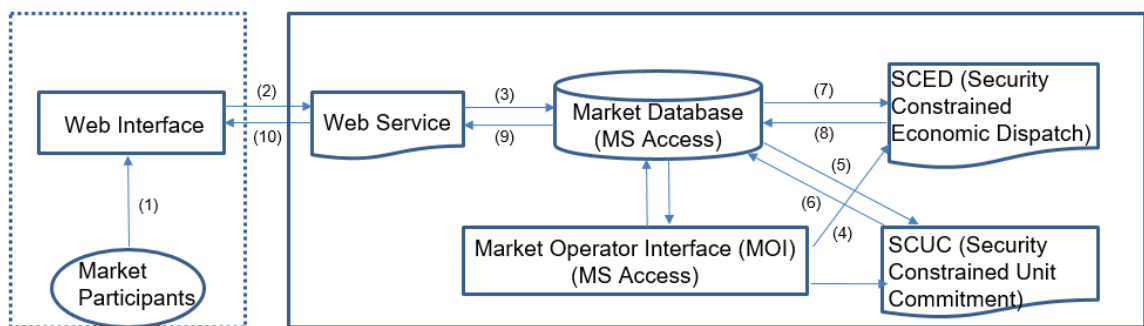 Web Interface
(1)
Market
Participants
(2)
(10)
Web Service
(3)
(9)
Market Database
(MS Access)
(7)
(8)
(5)
(6)
(4)
SCED (Security
Constrained
Economic Dispatch)
Market Operator Interface (MOI)
(MS Access)
SCUC (Security
Constrained Unit
Commitment)